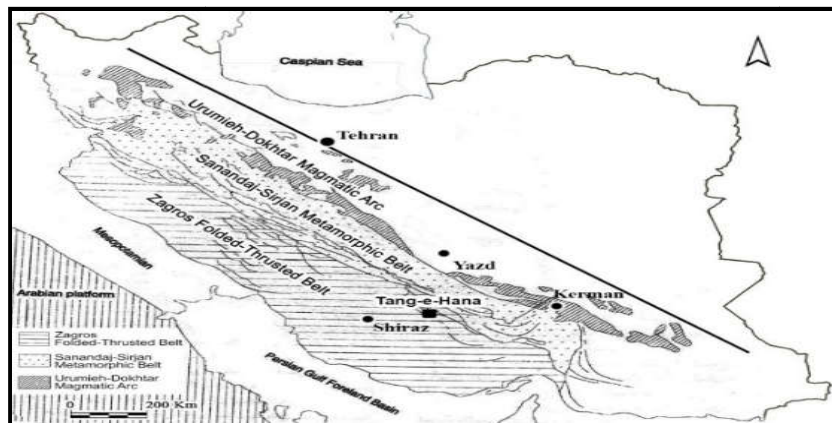 Caspian Sea
Tehran
Urumieh-Dokhtar Magmatic Arc
Sanandaj-Sirjan Metamorphic Belt
Zagros Folded-Thrusted Belt
Mesopotamian
Yazd
Arabian platform
Tang-e-Hana
Kerman
Shiraz
Persian Gulf Foreland Basin
Zagros
Folded-Thrusted Belt
Sanandaj-Sirjan
Metamorphic Belt
Urumieh-Dokhtar
Magmatic Arc
0 200 Km